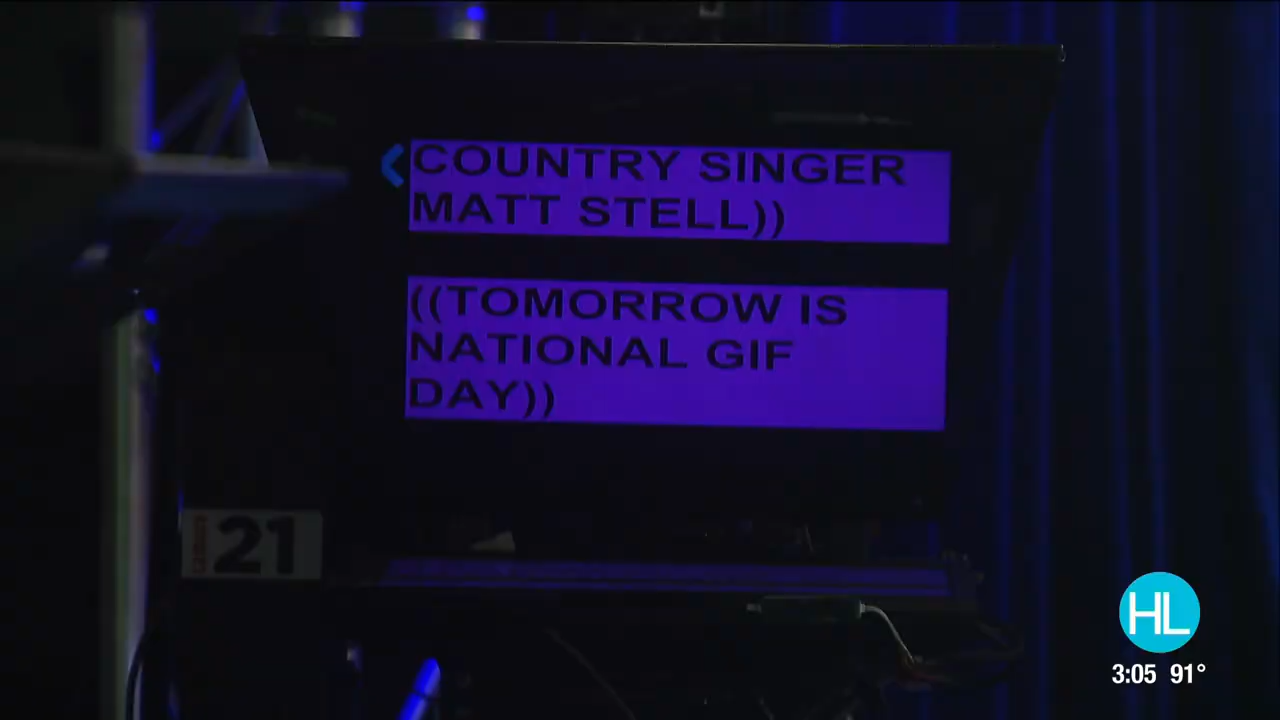 COUNTRY SINGER
MATT STELL))
((TOMORROW IS
NATIONAL GIF
DAY))
21
HL
3:05 91°